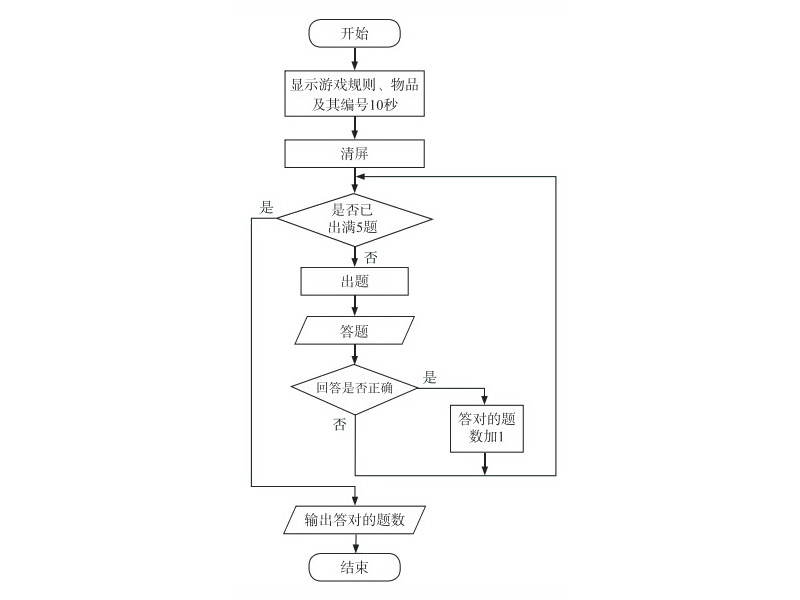 开始
显示游戏规则、物品
及其编号10秒
清屏
是
是否已
出满5题
否
出题
答题
回答是否正确
是
否
答对的题
数加1
输出答对的题数
结束